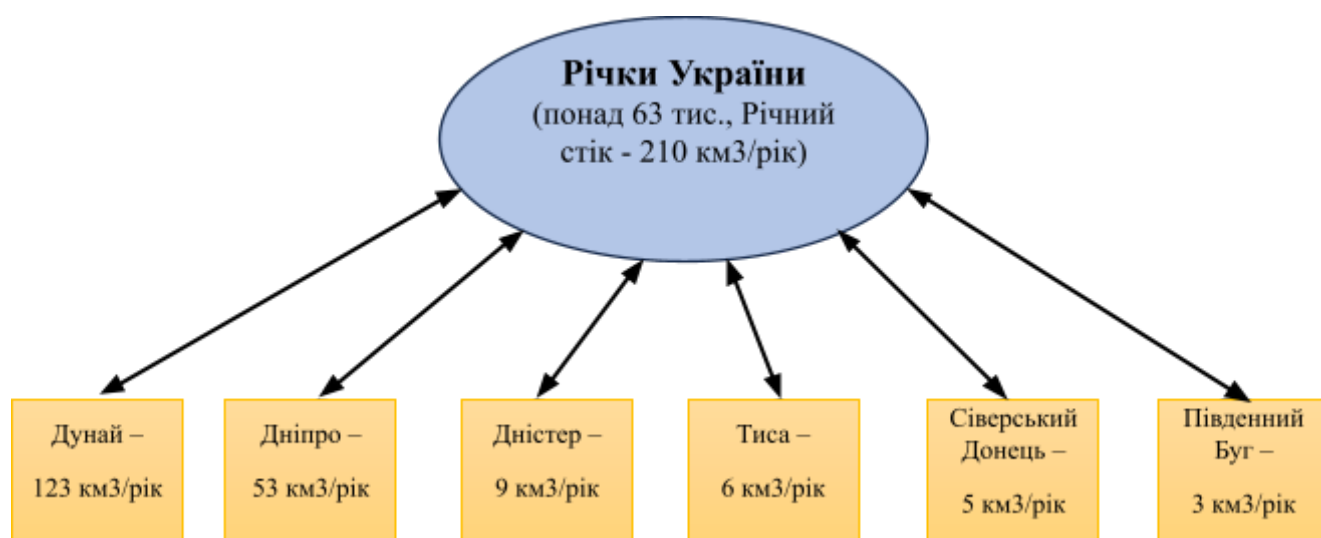 Річки України
(понад 63 тис., Річний
стік - 210 км3/рік)
Дунай –
123 км3/рік
Дніпро –
53 км3/рік
Дністер –
9 км3/рік
Тиса –
6 км3/рік
Сіверський
Донець –
5 км3/рік
Південний
Буг –
3 км3/рік